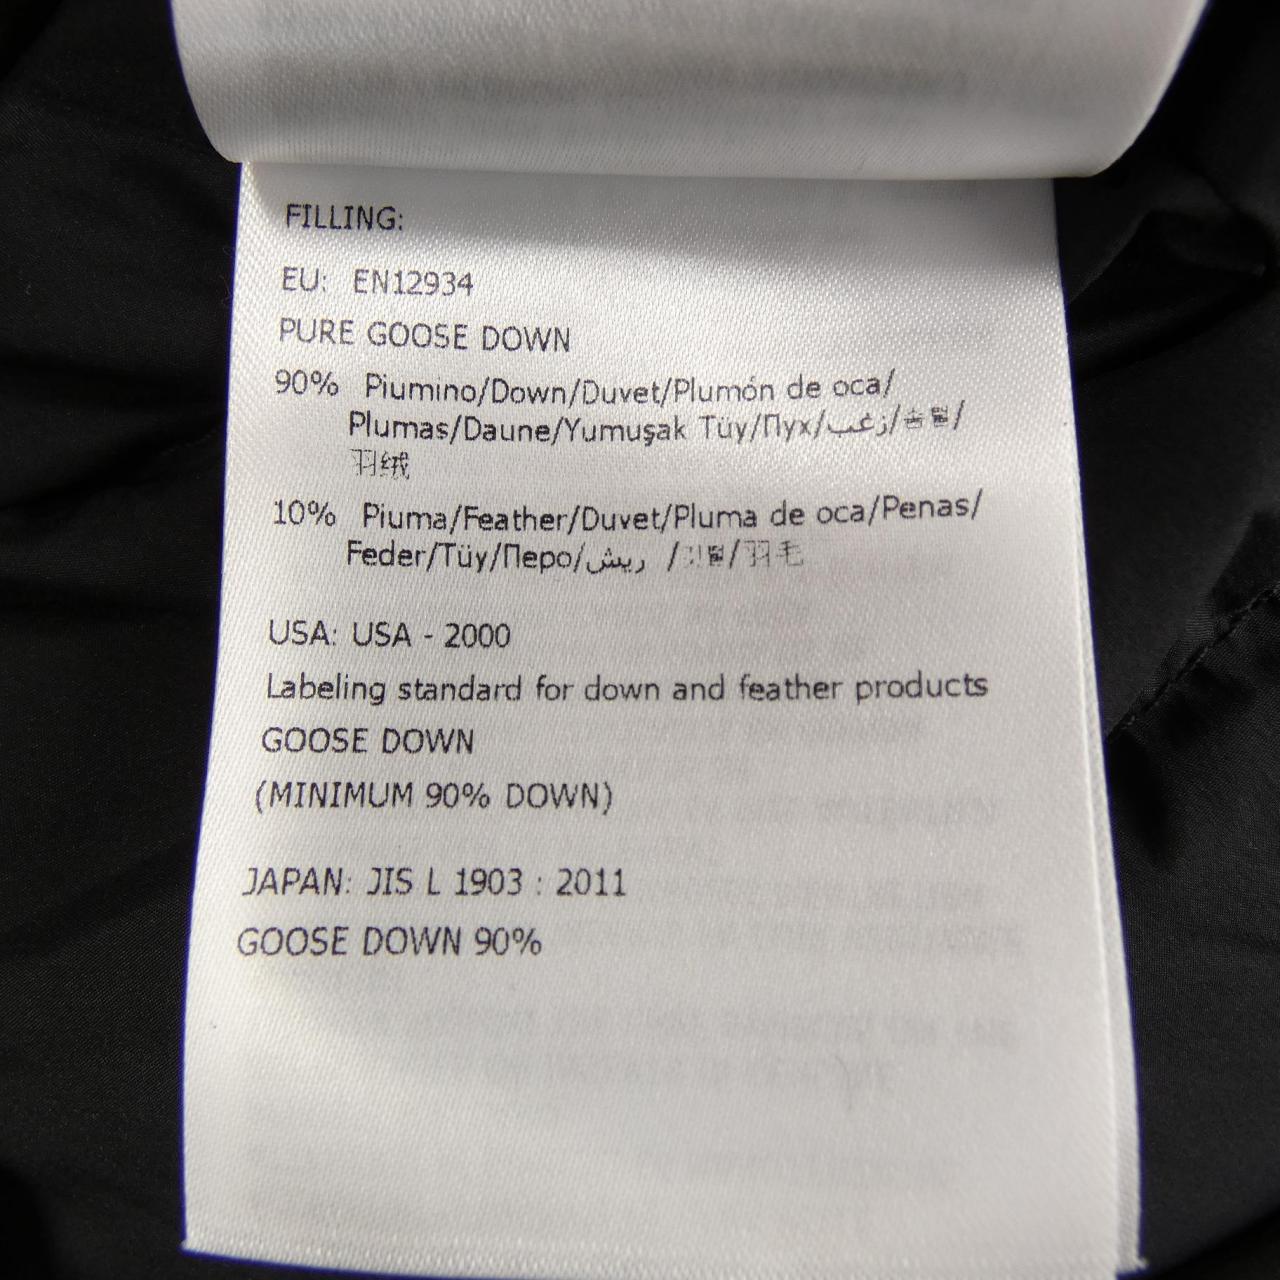 FILLING:
EU: EN12934
PURE GOOSE DOWN
90% Piumino/Down/Duvet/Plumón de oca/
Plumas/Daune/Yumuşak Tüy/Пух/زغب/솜털/
羽绒
10% Piuma/Feather/Duvet/Pluma de oca/Penas/
Feder/Tüy/Перо/ريش /깃털/羽毛
USA: USA - 2000
Labeling standard for down and feather products
GOOSE DOWN
(MINIMUM 90% DOWN)
JAPAN: JIS L 1903 : 2011
GOOSE DOWN 90%